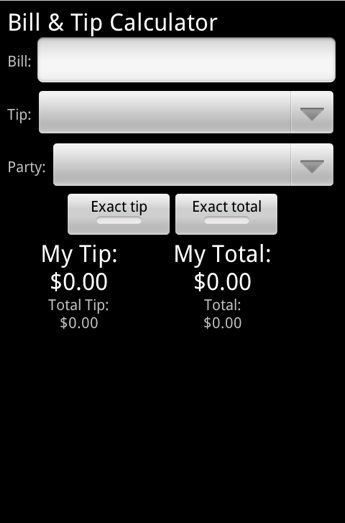 Bill & Tip Calculator
Bill:
Tip:
Party:
Exact tip Exact total
My Tip: My Total:
$0.00 $0.00
Total Tip: Total:
$0.00 $0.00